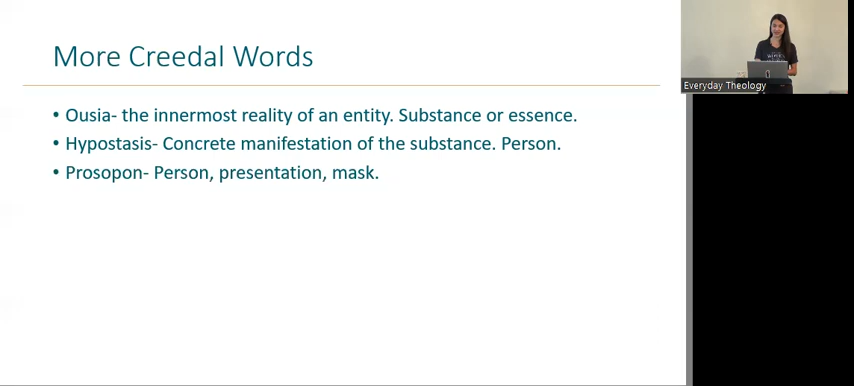 More Creedal Words
• Ousia- the innermost reality of an entity. Substance or essence.
• Hypostasis- Concrete manifestation of the substance. Person.
• Prosopon- Person, presentation, mask.
Everyday Theology